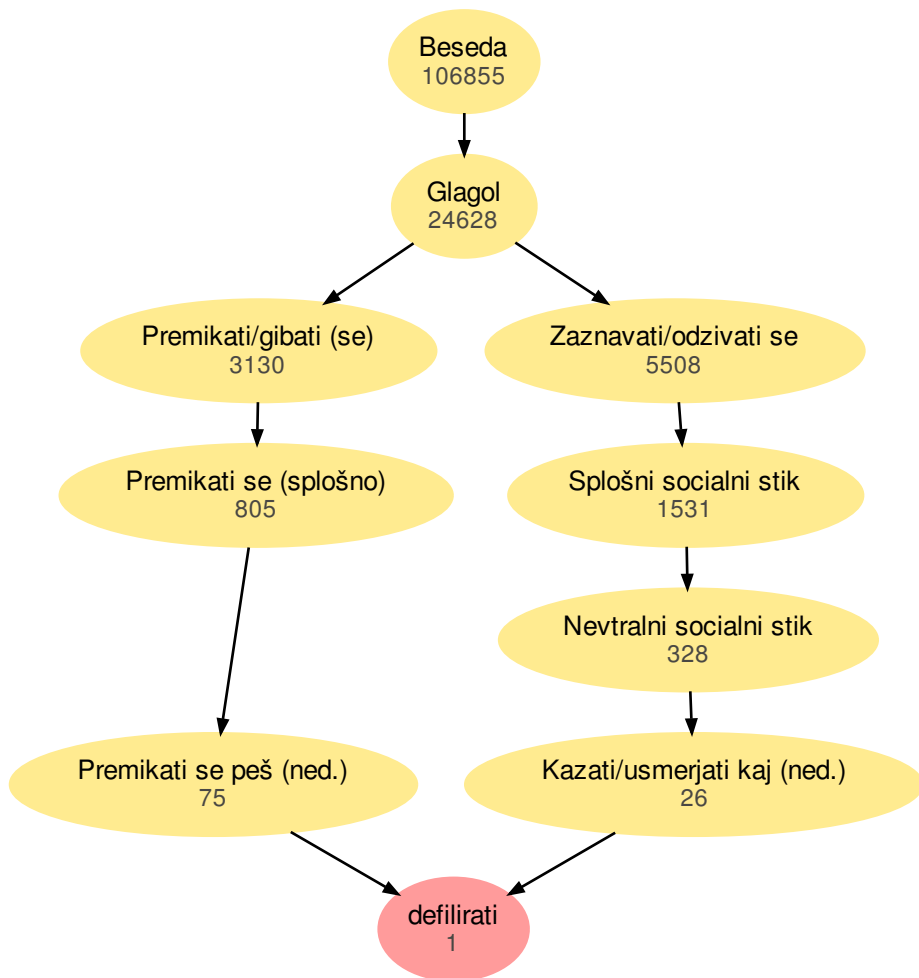 Beseda
106855
Glagol
24628
Premikati/gibati (se)
3130
Zaznavati/odzivati se
5508
Premikati se (splošno)
805
Splošni socialni stik
1531
Nevtralni socialni stik
328
Premikati se peš (ned.)
75
Kazati/usmerjati kaj (ned.)
26
defilirati
1